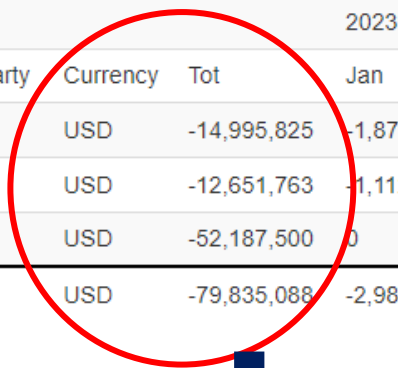 2023
Currency Tot Jan
USD -14,995,825
USD -12,651,763
USD -52,187,500 0
USD -79,835,088